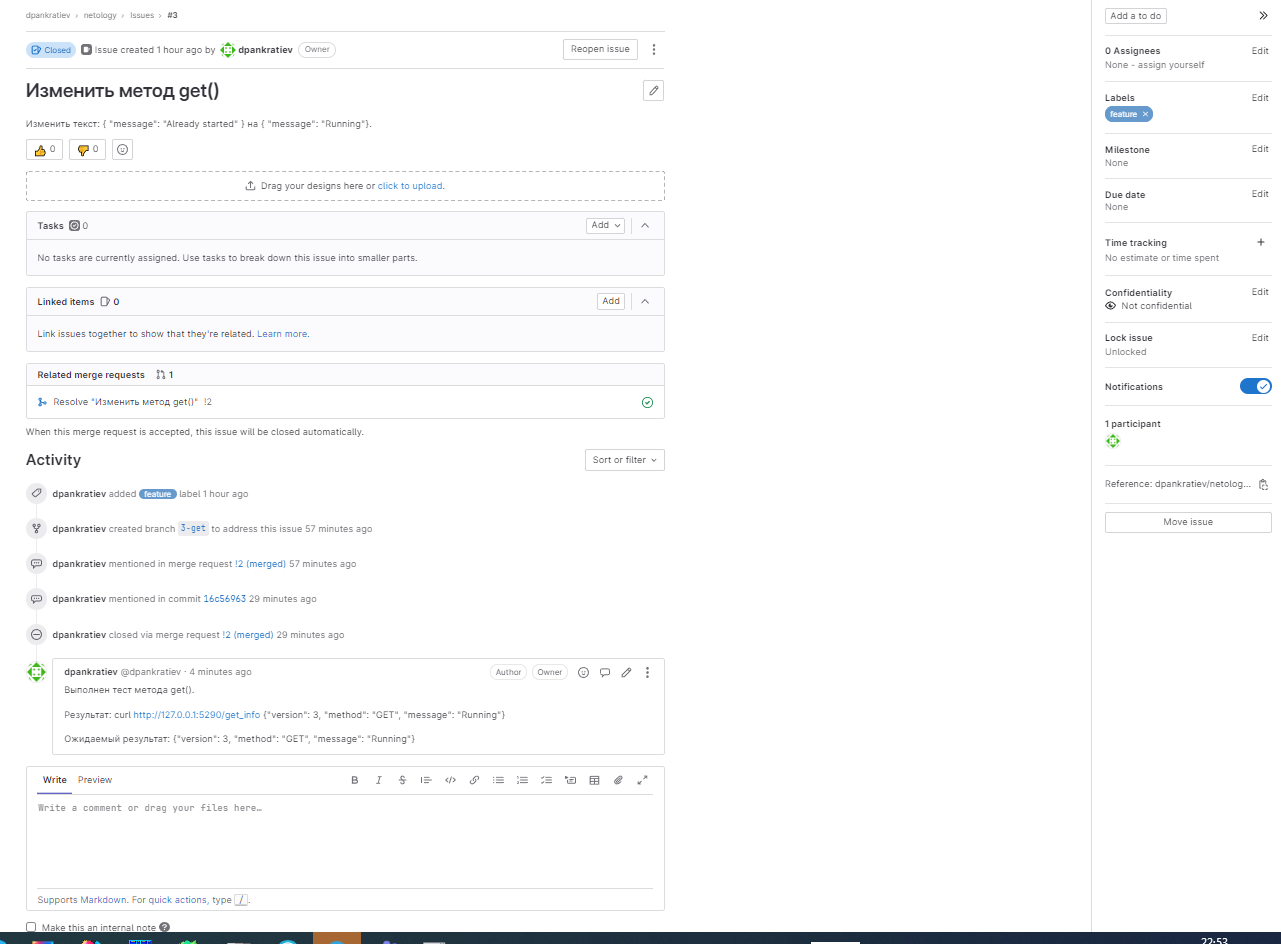 dpankratiev › netology › Issues › #3
Closed Issue created 1 hour ago by dpankratiev Owner
Reopen issue
Изменить метод get()
Изменить текст: { "message": "Already started" } на { "message": "Running"}.
0 0
Drag your designs here or click to upload.
Tasks 0
Add
No tasks are currently assigned. Use tasks to break down this issue into smaller parts.
Linked items 0
Add
Link issues together to show that they're related. Learn more.
Related merge requests 1
Resolve "Изменить метод get()" !2
When this merge request is accepted, this issue will be closed automatically.
Activity
Sort or filter
dpankratiev added feature label 1 hour ago
dpankratiev created branch 3-get to address this issue 57 minutes ago
dpankratiev mentioned in merge request !2 (merged) 57 minutes ago
dpankratiev mentioned in commit 16c56963 29 minutes ago
dpankratiev closed via merge request !2 (merged) 29 minutes ago
dpankratiev @dpankratiev · 4 minutes ago
Author Owner
Выполнен тест метода get().
Результат: curl http://127.0.0.1:5290/get_info {"version": 3, "method": "GET", "message": "Running"}
Ожидаемый результат: {"version": 3, "method": "GET", "message": "Running"}
Write Preview
Write a comment or drag your files here…
Supports Markdown. For quick actions, type /.
Make this an internal note
Add a to do
0 Assignees Edit
None - assign yourself
Labels Edit
feature ×
Milestone Edit
None
Due date Edit
None
Time tracking +
No estimate or time spent
Confidentiality Edit
Not confidential
Lock issue Edit
Unlocked
Notifications
1 participant
Reference: dpankratiev/netolog...
Move issue
22:53